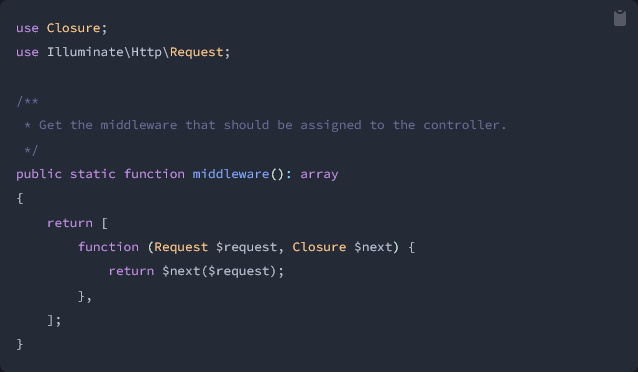 use Closure;
use Illuminate\Http\Request;

/**
 * Get the middleware that should be assigned to the controller.
 */
public static function middleware(): array
{
    return [
        function (Request $request, Closure $next) {
            return $next($request);
        },
    ];
}